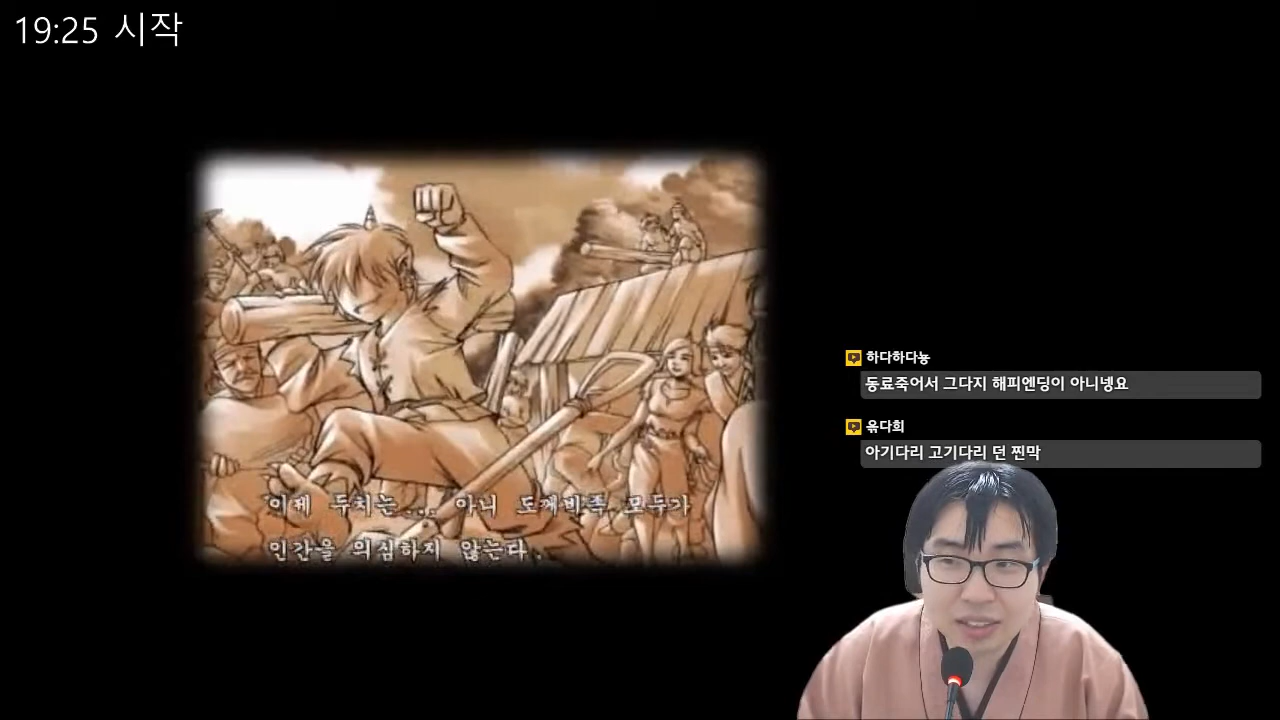 19:25 시작
이제 두치는... 아니 도깨비족 모두가
인간을 의심하지 않는다.
하다하다뇽
동료죽어서 그다지 해피엔딩이 아니넹요
윢다희
아기다리 고기다리 던 찐막